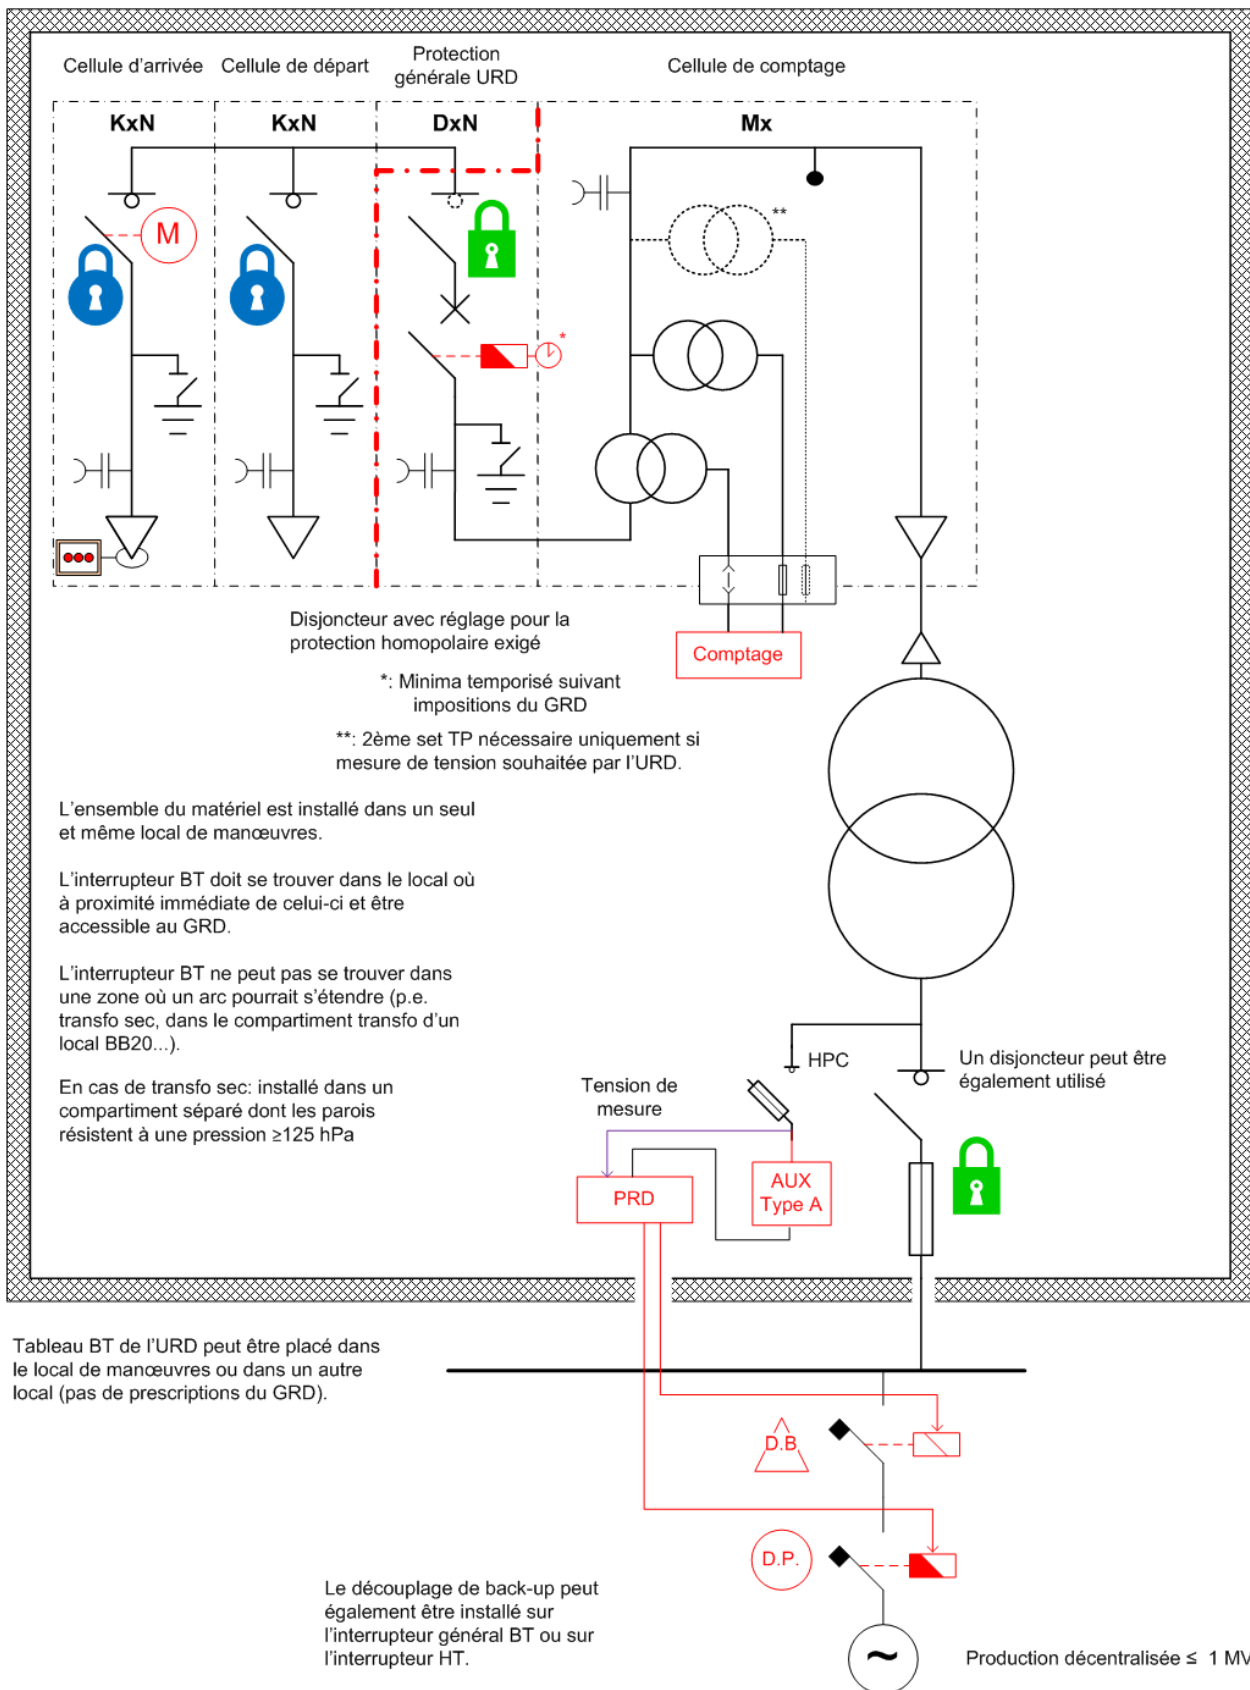 Cellule d'arrivée
Cellule de départ
Protection
générale URD
Cellule de comptage
KxN
KxN
DxN
Mx
M
*
**
Comptage
Disjoncteur avec réglage pour la
protection homopolaire exigé
*: Minima temporisé suivant
impositions du GRD
**: 2ème set TP nécessaire uniquement si
mesure de tension souhaitée par l'URD.
L'ensemble du matériel est installé dans un seul
et même local de manœuvres.
L'interrupteur BT doit se trouver dans le local où
à proximité immédiate de celui-ci et être
accessible au GRD.
L'interrupteur BT ne peut pas se trouver dans
une zone où un arc pourrait s'étendre (p.e.
transfo sec, dans le compartiment transfo d'un
local BB20...).
En cas de transfo sec: installé dans un
compartiment séparé dont les parois
résistent à une pression ≥125 hPa
HPC
Un disjoncteur peut être
également utilisé
Tension de
mesure
PRD
AUX
Type A
Tableau BT de l'URD peut être placé dans
le local de manœuvres ou dans un autre
local (pas de prescriptions du GRD).
D.B
D.P.
Le découplage de back-up peut
également être installé sur
l'interrupteur général BT ou sur
l'interrupteur HT.
~
Production décentralisée ≤ 1 MV